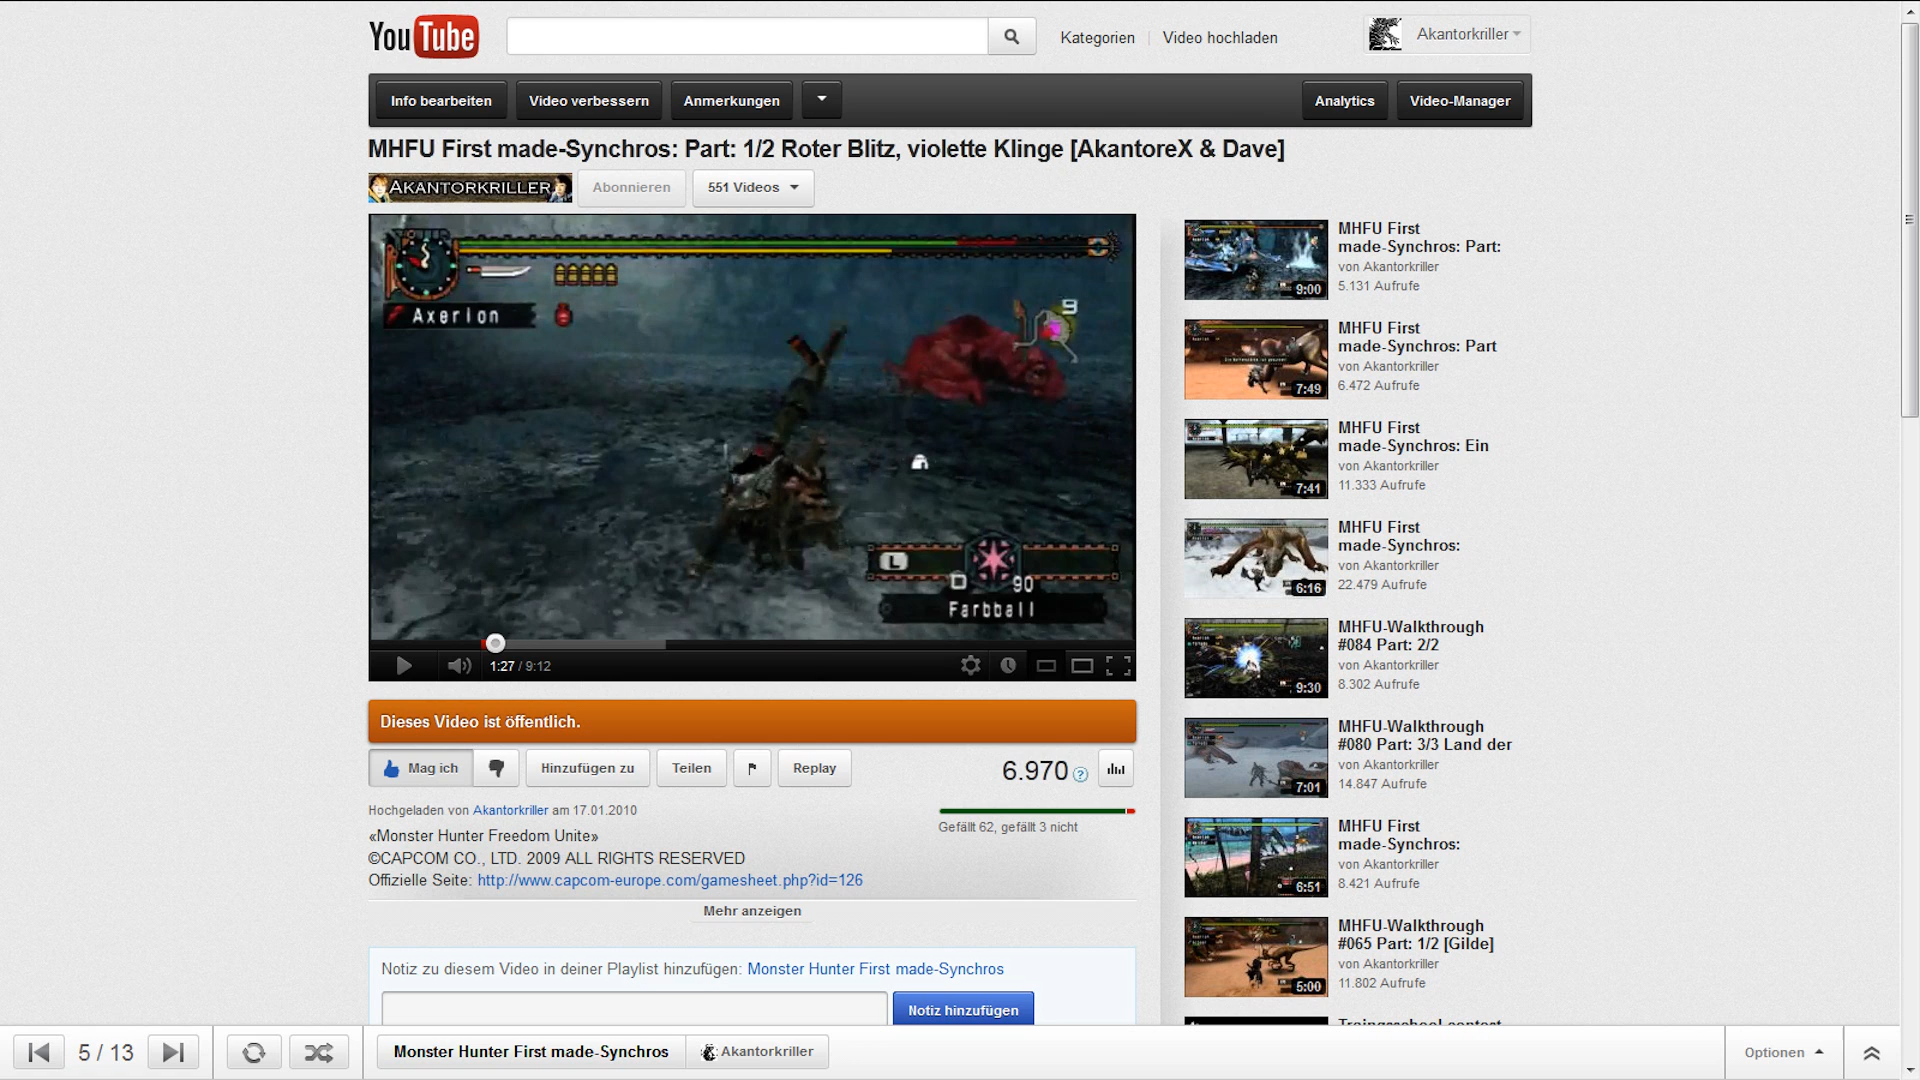 YouTube
Kategorien
Video hochladen
Akantorkriller
Info bearbeiten
Video verbessern
Anmerkungen
Analytics
Video-Manager
MHFU First made-Synchros: Part: 1/2 Roter Blitz, violette Klinge [AkantoreX & Dave]
AKANTORKRILLER
Abonnieren
551 Videos
Axerion
9
L
90
Farbball
1:27 / 9:12
Dieses Video ist öffentlich.
Mag ich
Hinzufügen zu
Teilen
Replay
6.970
?
Hochgeladen von Akantorkriller am 17.01.2010
Gefällt 62, gefällt 3 nicht
«Monster Hunter Freedom Unite»
©CAPCOM CO., LTD. 2009 ALL RIGHTS RESERVED
Offizielle Seite: http://www.capcom-europe.com/gamesheet.php?id=126
Mehr anzeigen
Notiz zu diesem Video in deiner Playlist hinzufügen: Monster Hunter First made-Synchros
Notiz hinzufügen
MHFU First
made-Synchros: Part:
von Akantorkriller
5.131 Aufrufe
9:00
MHFU First
made-Synchros: Part
von Akantorkriller
6.472 Aufrufe
7:49
MHFU First
made-Synchros: Ein
von Akantorkriller
11.333 Aufrufe
7:41
MHFU First
made-Synchros:
von Akantorkriller
22.479 Aufrufe
6:16
MHFU-Walkthrough
#084 Part: 2/2
von Akantorkriller
8.302 Aufrufe
9:30
MHFU-Walkthrough
#080 Part: 3/3 Land der
von Akantorkriller
14.847 Aufrufe
7:01
MHFU First
made-Synchros:
von Akantorkriller
8.421 Aufrufe
6:51
MHFU-Walkthrough
#065 Part: 1/2 [Gilde]
von Akantorkriller
11.802 Aufrufe
5:00
5 / 13
Monster Hunter First made-Synchros
Akantorkriller
Optionen